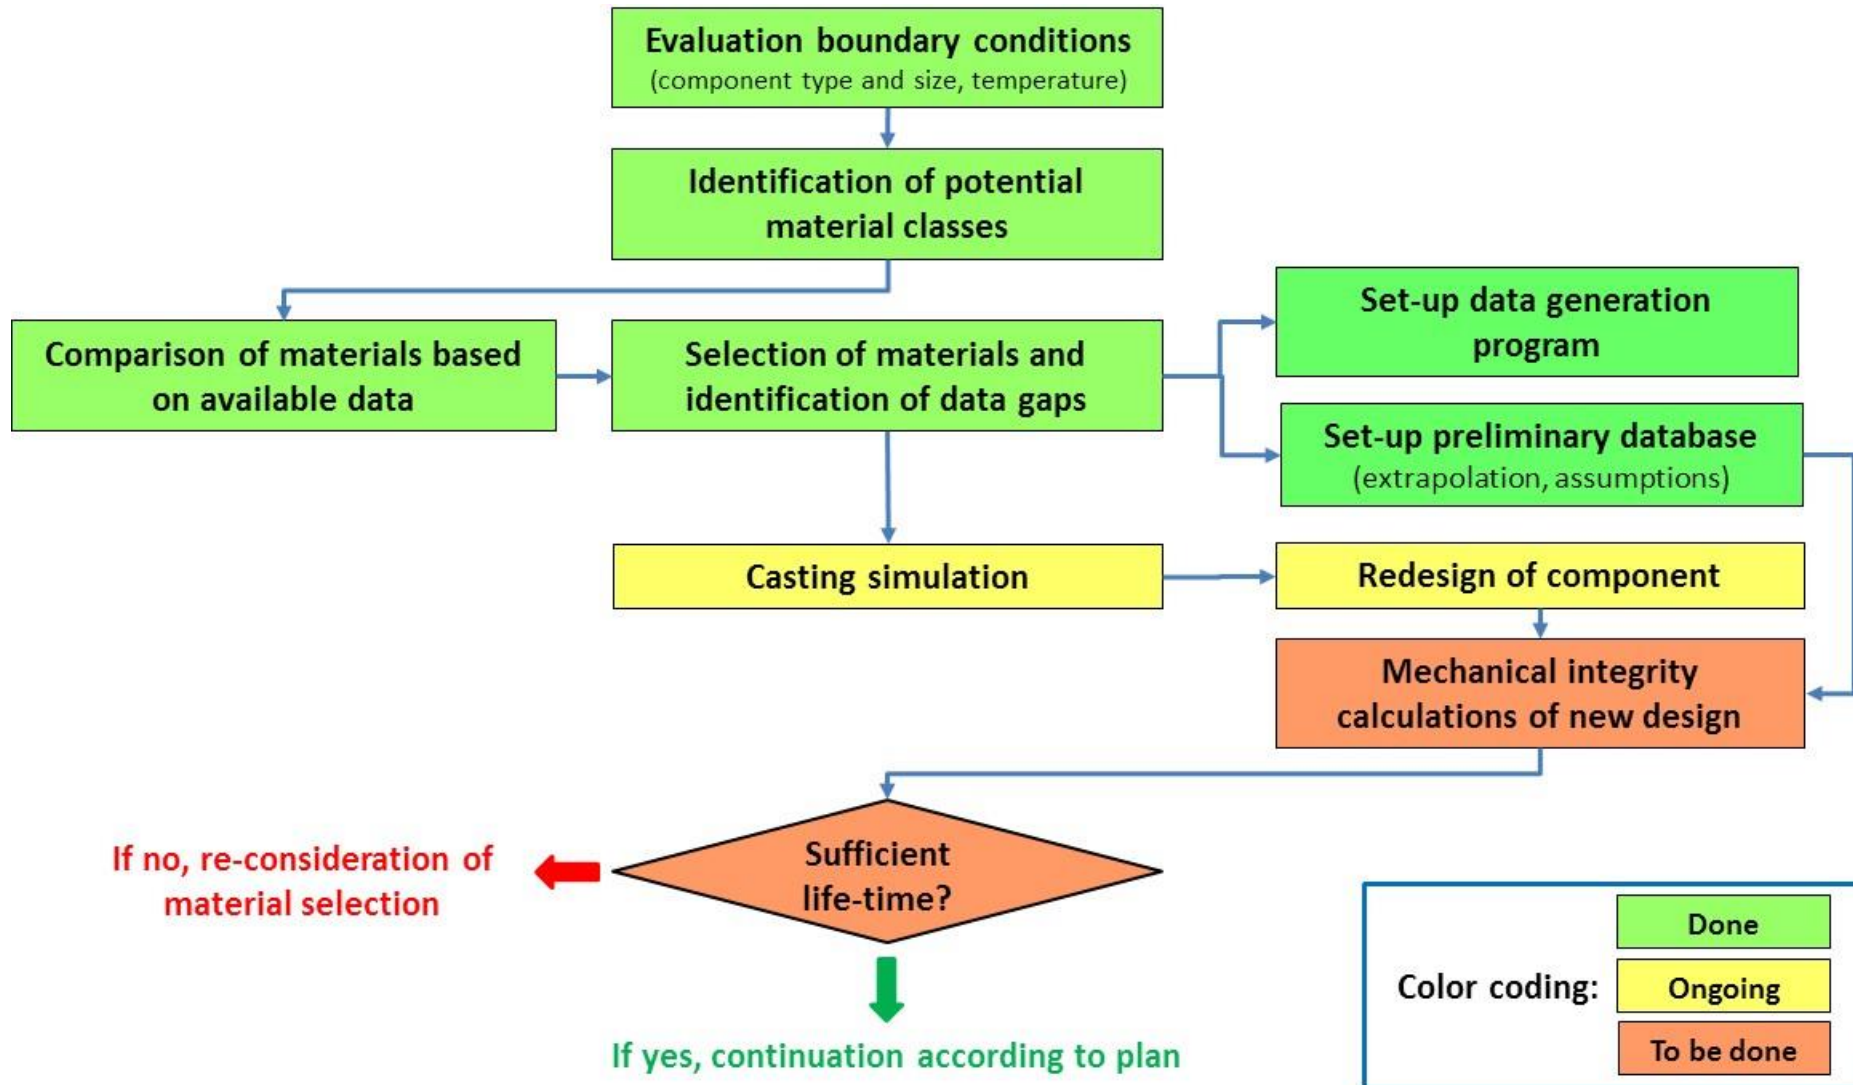 Evaluation boundary conditions
(component type and size, temperature)
Identification of potential
material classes
Comparison of materials based
on available data
Selection of materials and
identification of data gaps
Set-up data generation
program
Set-up preliminary database
(extrapolation, assumptions)
Casting simulation
Redesign of component
Mechanical integrity
calculations of new design
Sufficient
life-time?
If no, re-consideration of
material selection
If yes, continuation according to plan
Color coding:
Done
Ongoing
To be done